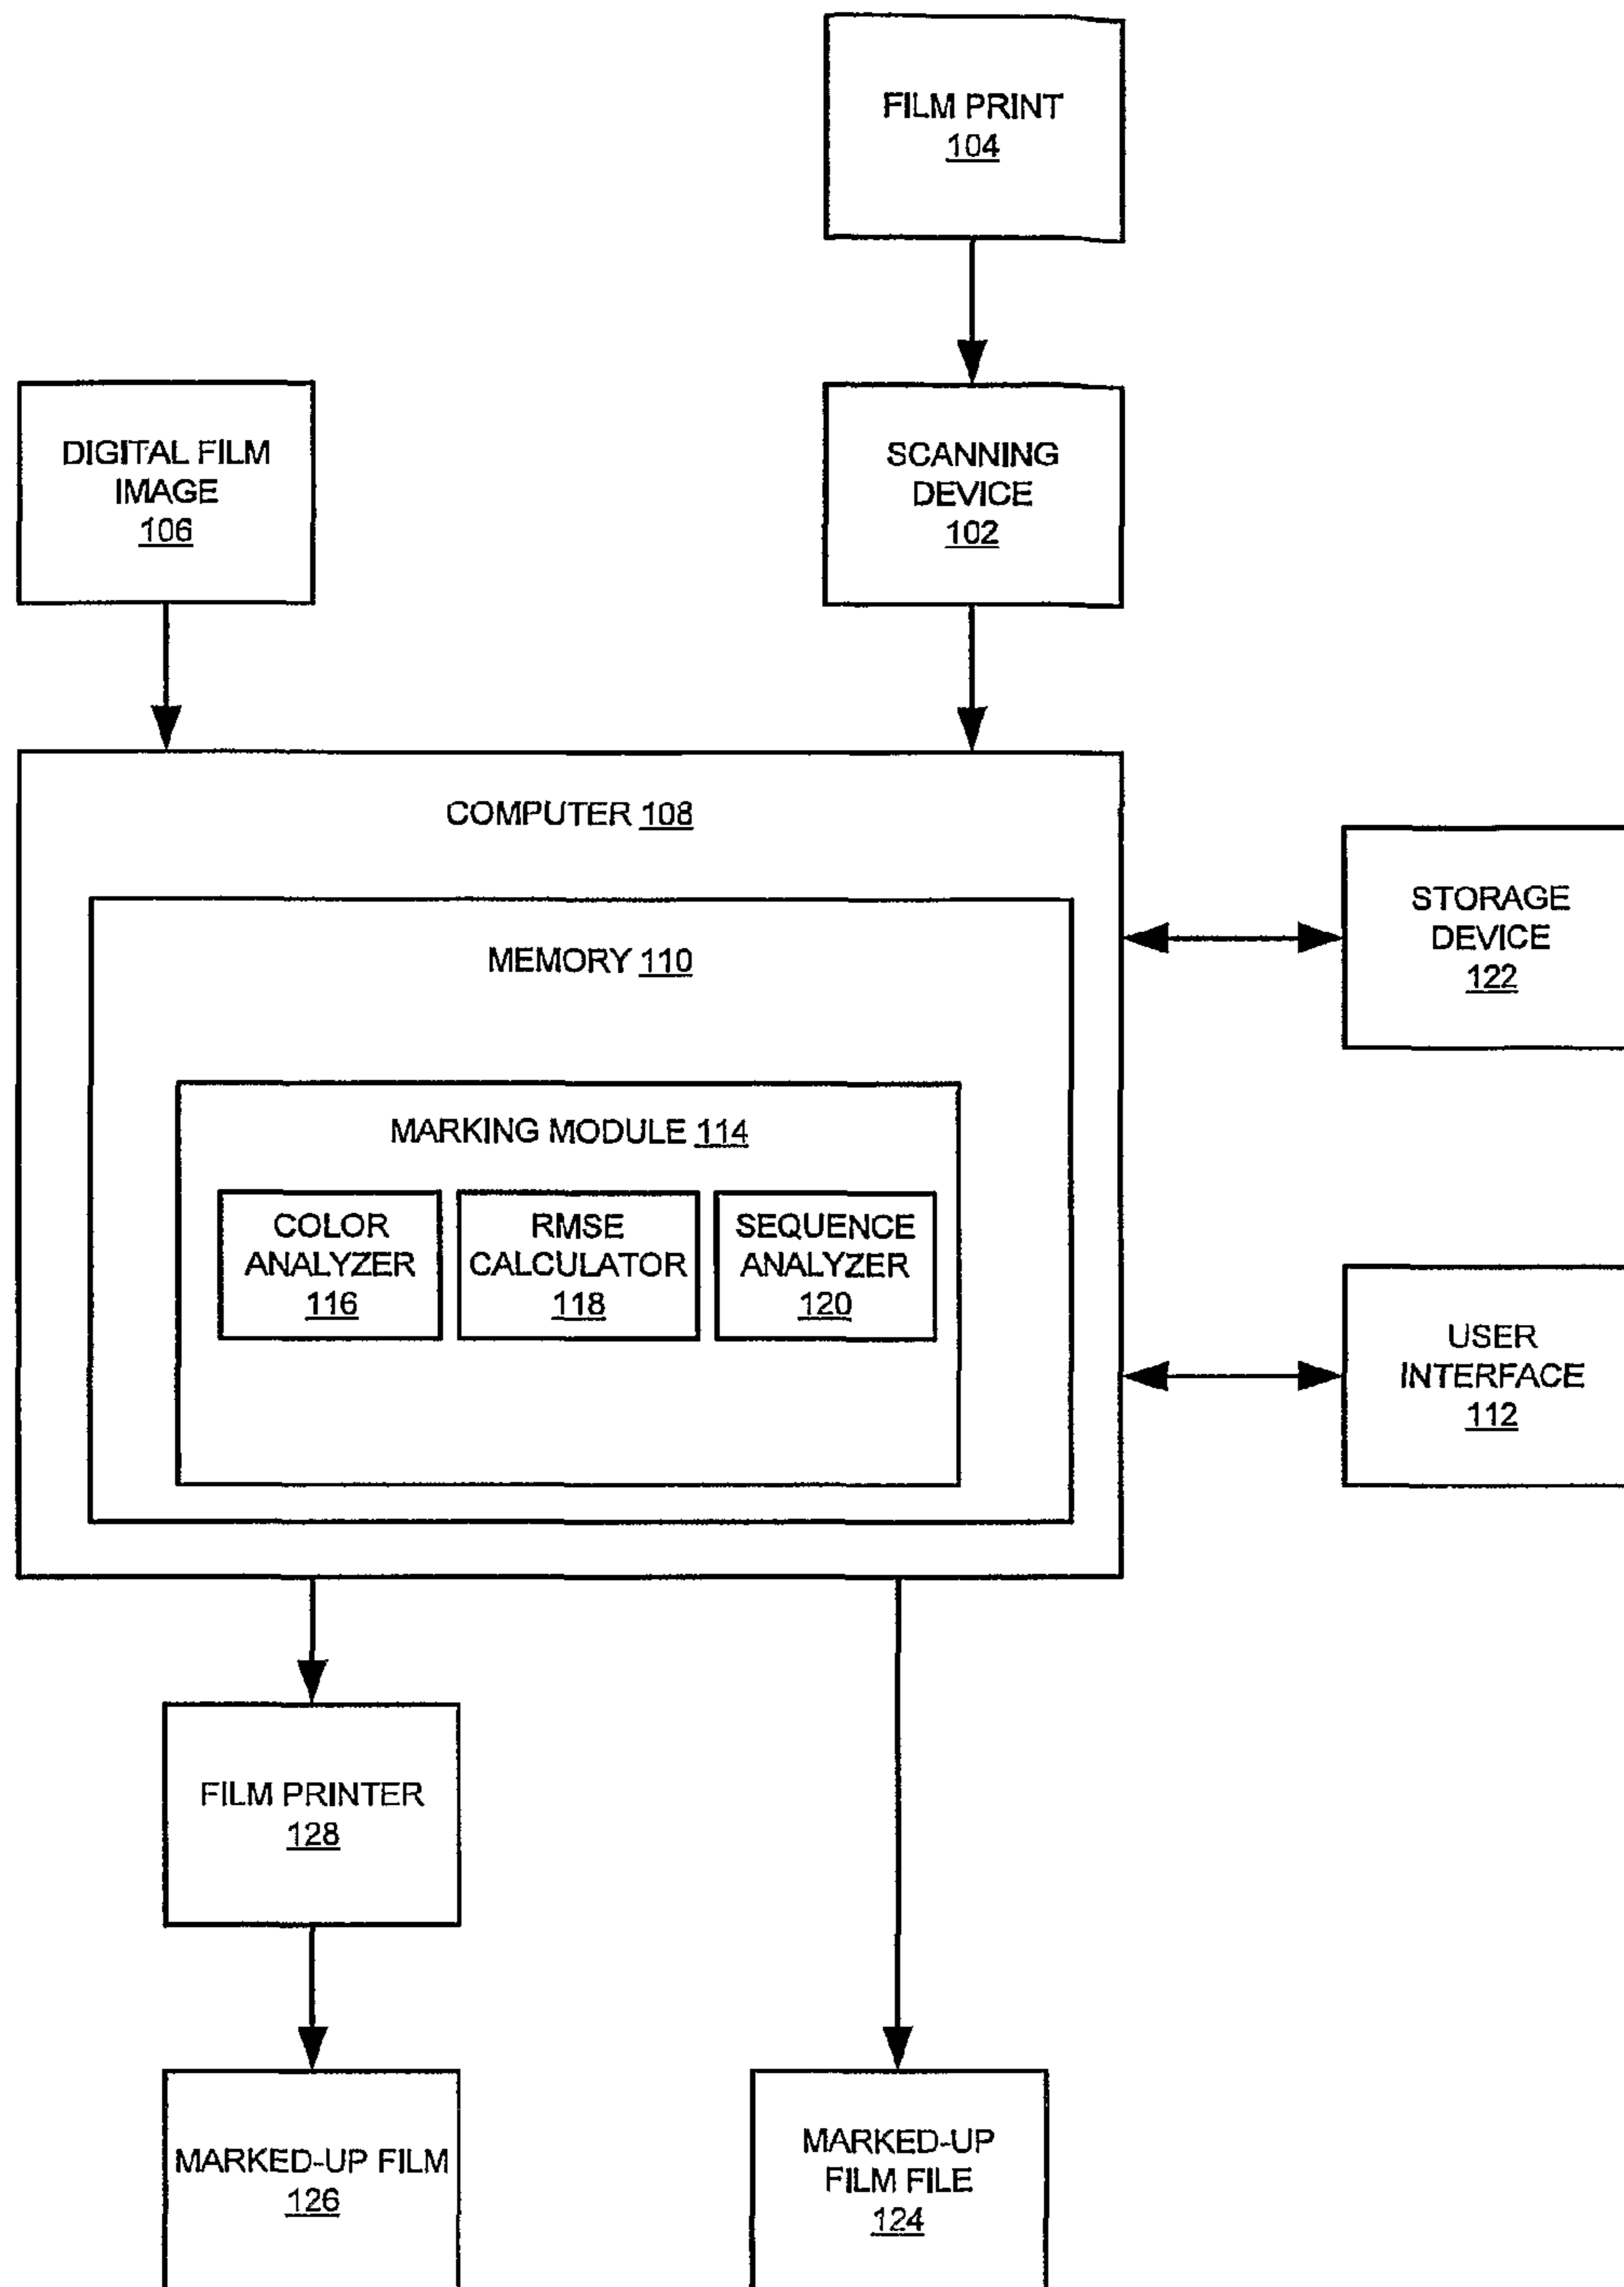 FILM PRINT
104
DIGITAL FILM
IMAGE
106
SCANNING
DEVICE
102
COMPUTER 108
MEMORY 110
STORAGE
DEVICE
122
MARKING MODULE 114
COLOR
ANALYZER
116
RMSE
CALCULATOR
118
SEQUENCE
ANALYZER
120
USER
INTERFACE
112
FILM PRINTER
128
MARKED-UP FILM
126
MARKED-UP
FILM FILE
124